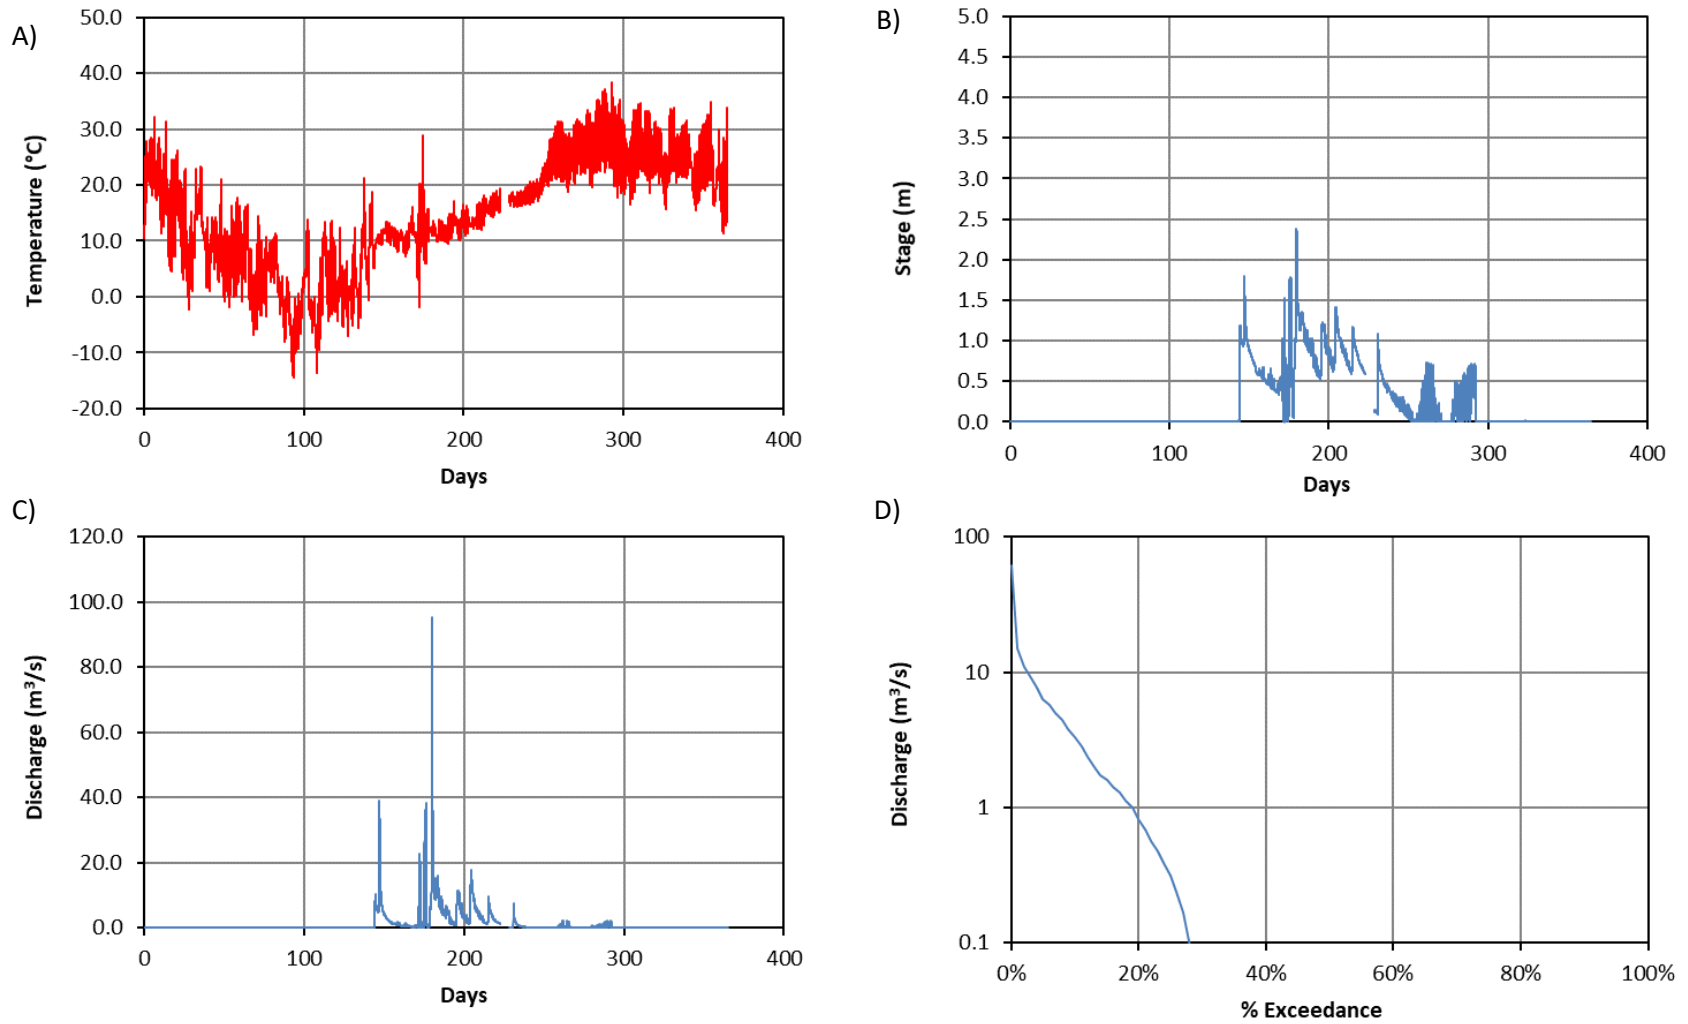 A)
50.0
40.0
30.0
20.0
10.0
0.0
-10.0
-20.0
Temperature (°C)
0 100 200 300 400
Days
B)
5.0
4.5
4.0
3.5
3.0
2.5
2.0
1.5
1.0
0.5
0.0
Stage (m)
0 100 200 300 400
Days
C)
120.0
100.0
80.0
60.0
40.0
20.0
0.0
Discharge (m³/s)
0 100 200 300 400
Days
D)
100
10
1
0.1
Discharge (m³/s)
0% 20% 40% 60% 80% 100%
% Exceedance